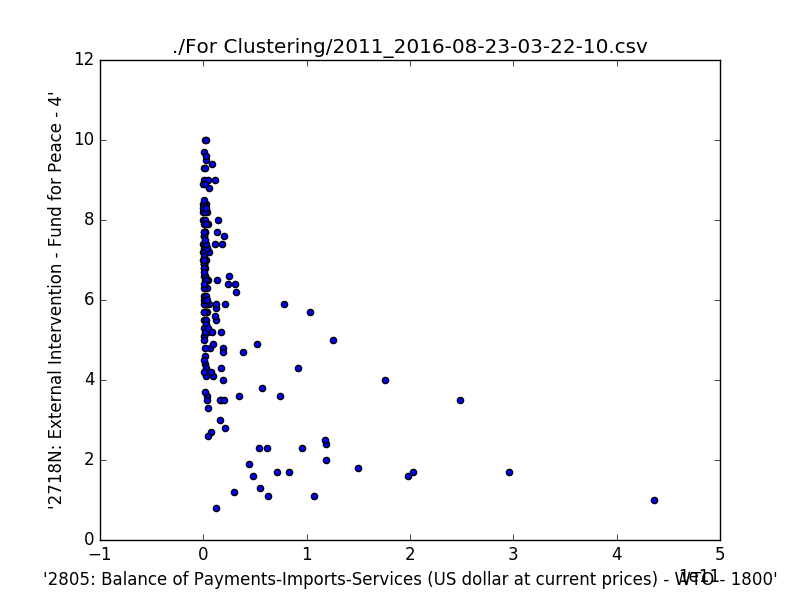 ./For Clustering/2011_2016-08-23-03-22-10.csv
'2718N: External Intervention - Fund for Peace - 4'
12
10
8
6
4
2
0
−1 0 1 2 3 4 5
1e11
'2805: Balance of Payments-Imports-Services (US dollar at current prices) - WTO - 1800'